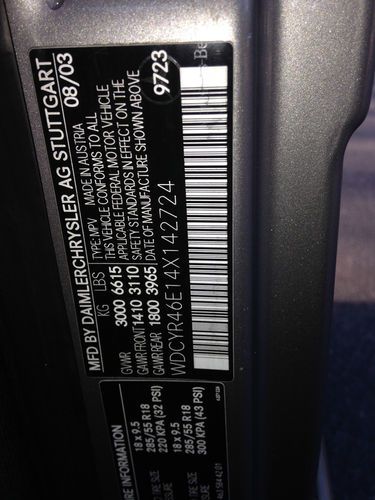 MFD BY DAIMLERCHRYSLER AG STUTTGART
08/03
KG LBS TYPE:MPV MADE IN AUSTRIA
GVWR 3000 6615 THIS VEHICLE CONFORMS TO ALL
GAWR FRONT 1410 3110 APPLICABLE FEDERAL MOTOR VEHICLE
GAWR REAR 1800 3965 SAFETY STANDARDS IN EFFECT ON THE
DATE OF MANUFACTURE SHOWN ABOVE
9723
WDCYR46E14X142724
RE INFORMATION
18 x 9.5
285/55 R18
220 KPA (32 PSI)
18 x 9.5
285/55 R18
300 KPA (43 PSI)